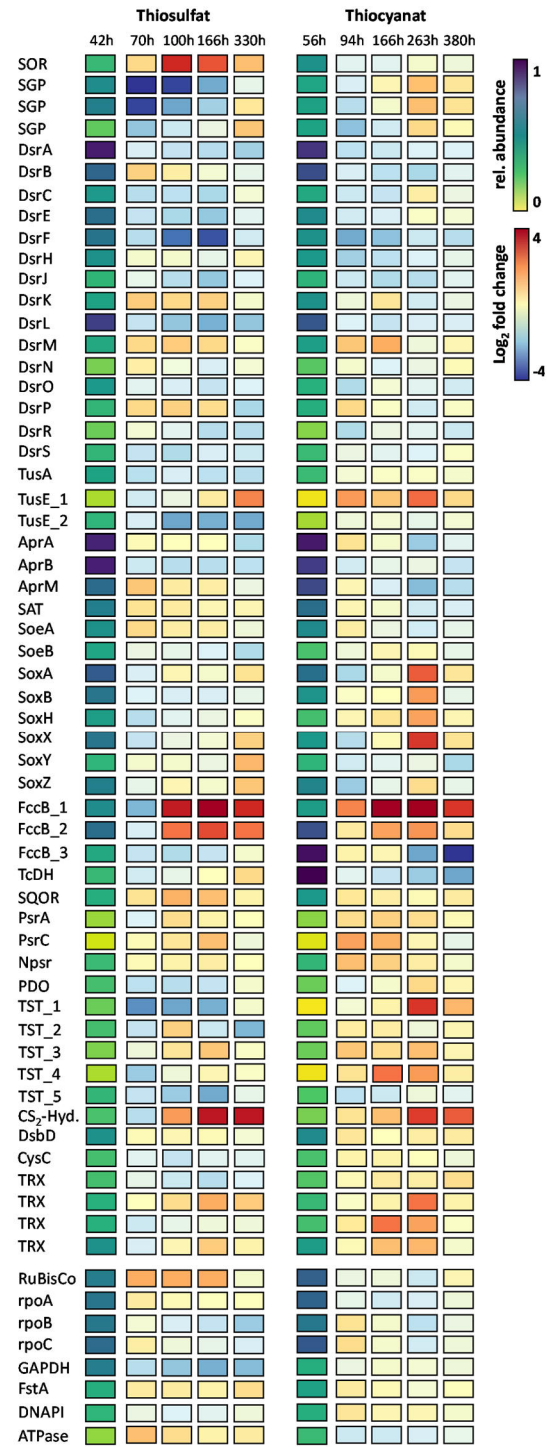 Thiosulfat Thiocyanat
42h 70h 100h 166h 330h 56h 94h 166h 263h 380h
SOR
SGP
SGP
SGP
DsrA
DsrB
DsrC
DsrE
DsrF
DsrH
DsrJ
DsrK
DsrL
DsrM
DsrN
DsrO
DsrP
DsrR
DsrS
TusA
TusE_1
TusE_2
AprA
AprB
AprM
SAT
SoeA
SoeB
SoxA
SoxB
SoxH
SoxX
SoxY
SoxZ
FccB_1
FccB_2
FccB_3
TcDH
SQOR
PsrA
PsrC
Npsr
PDO
TST_1
TST_2
TST_3
TST_4
TST_5
CS₂-Hyd.
DsbD
CysC
TRX
TRX
TRX
TRX
RuBisCo
rpoA
rpoB
rpoC
GAPDH
FstA
DNAPI
ATPase
1
rel. abundance
0
4
Log₂ fold change
-4